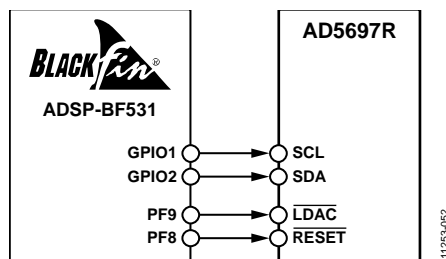 BLACKfin®
ADSP-BF531
GPIO1
GPIO2
PF9
PF8
AD5697R
SCL
SDA
LDAC
RESET
11253-052